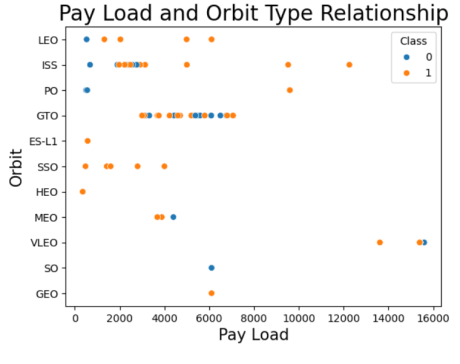 Pay Load and Orbit Type Relationship
Class
0
1
LEO
ISS
PO
GTO
ES-L1
SSO
HEO
MEO
VLEO
SO
GEO
Orbit
0 2000 4000 6000 8000 10000 12000 14000 16000
Pay Load